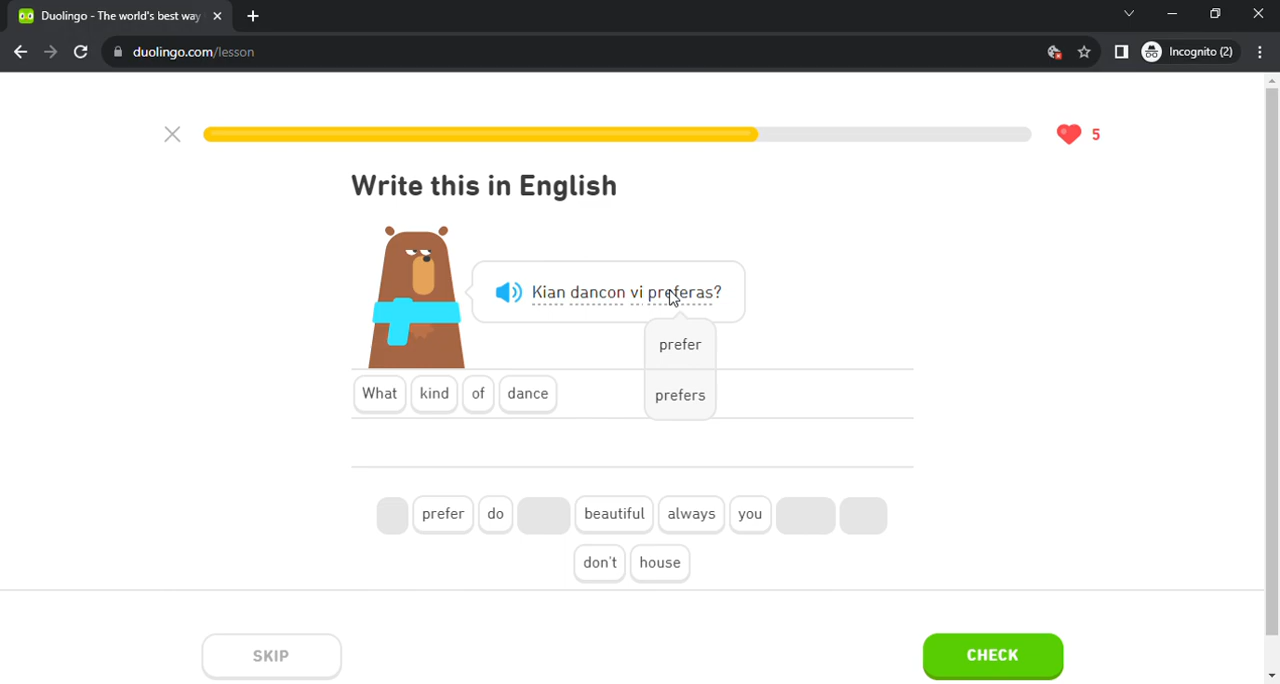 Duolingo - The world's best way
duolingo.com/lesson
Incognito (2)
5
Write this in English
Kian dancon vi preferas?
prefer
prefers
What kind of dance
prefer do beautiful always you
don't house
SKIP
CHECK